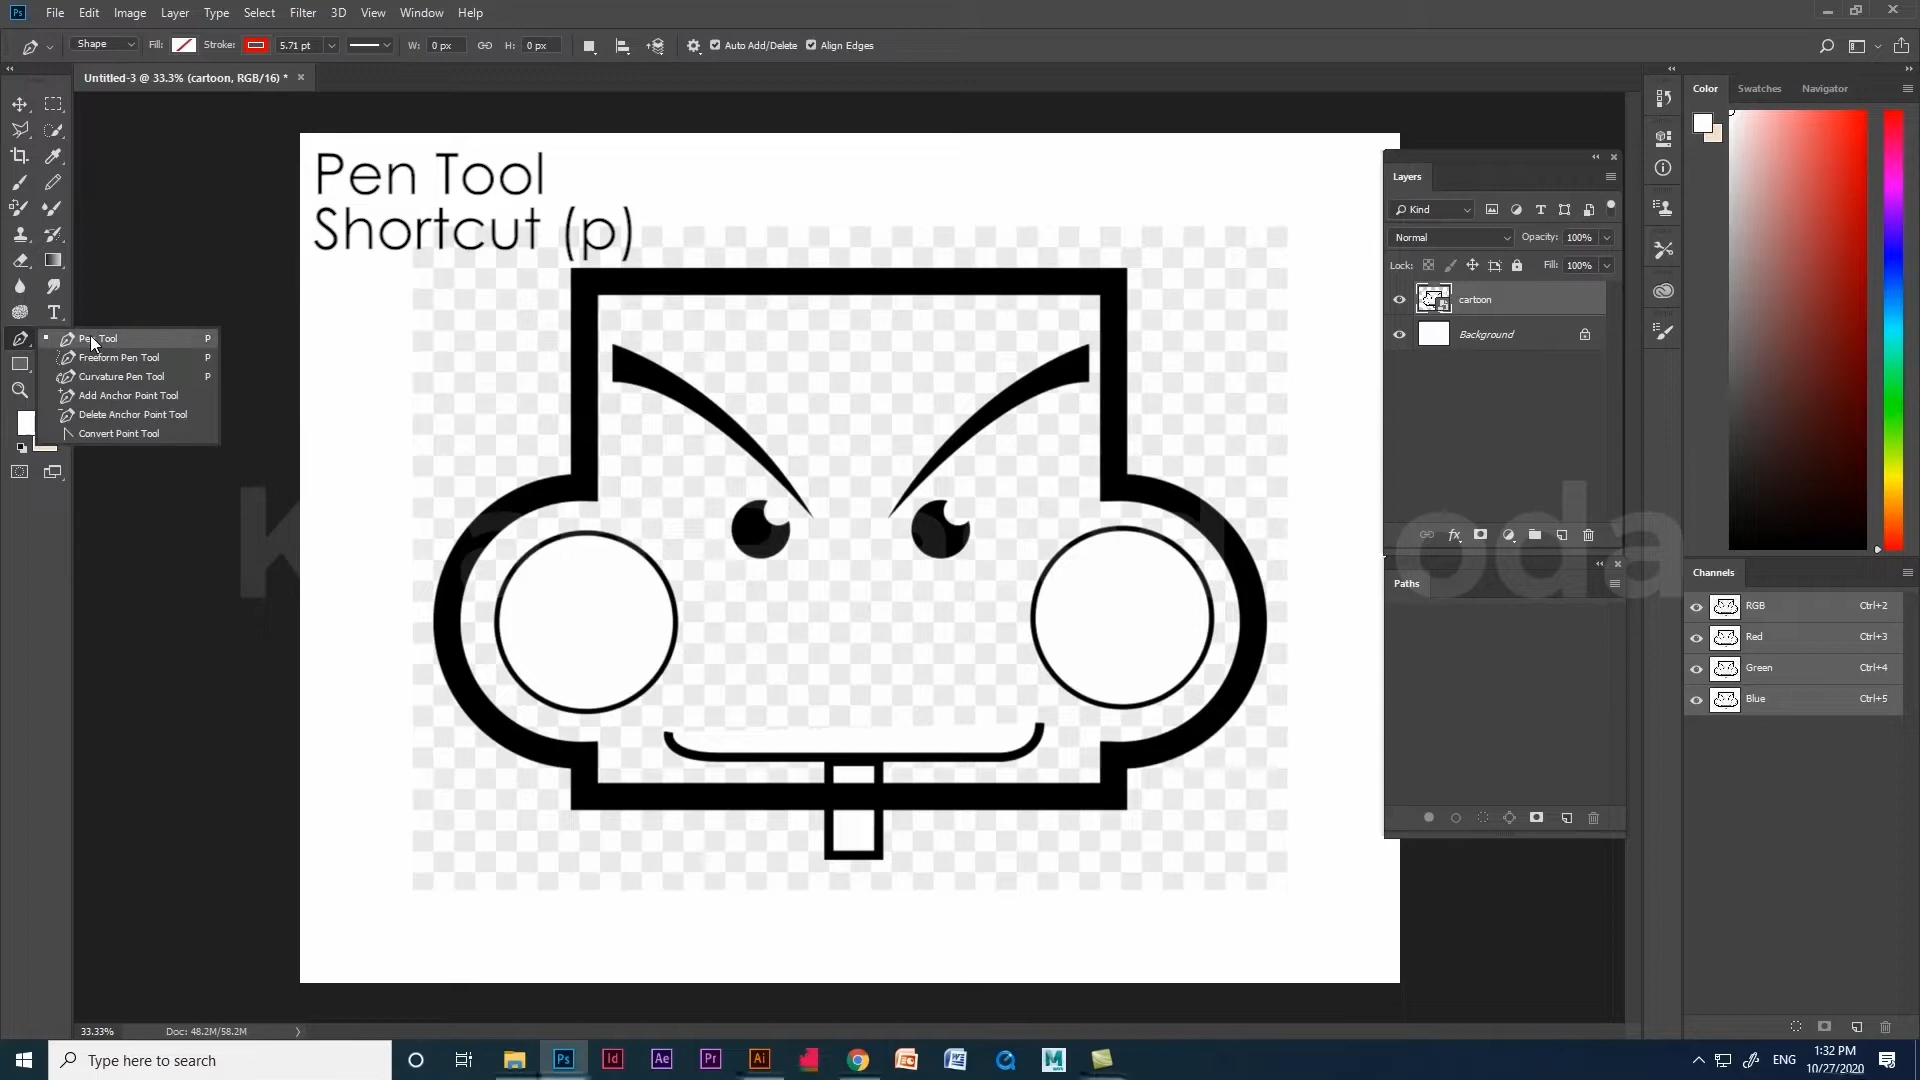 File Edit Image Layer Type Select Filter 3D View Window Help
Shape Fill: Stroke: 5.71 pt W: 0 px H: 0 px Auto Add/Delete Align Edges
Untitled-3 @ 33.3% (cartoon, RGB/16) *
Pen Tool
Shortcut (p)
Pen Tool P
Freeform Pen Tool P
Curvature Pen Tool P
Add Anchor Point Tool
Delete Anchor Point Tool
Convert Point Tool
Layers
Kind
Normal Opacity: 100%
Lock: Fill: 100%
cartoon
Background
Paths
Color Swatches Navigator
Channels
RGB Ctrl+2
Red Ctrl+3
Green Ctrl+4
Blue Ctrl+5
33.33% Doc: 48.2M/58.2M
Type here to search
Ps Id Ae Pr Ai
ENG
1:32 PM
10/27/2020